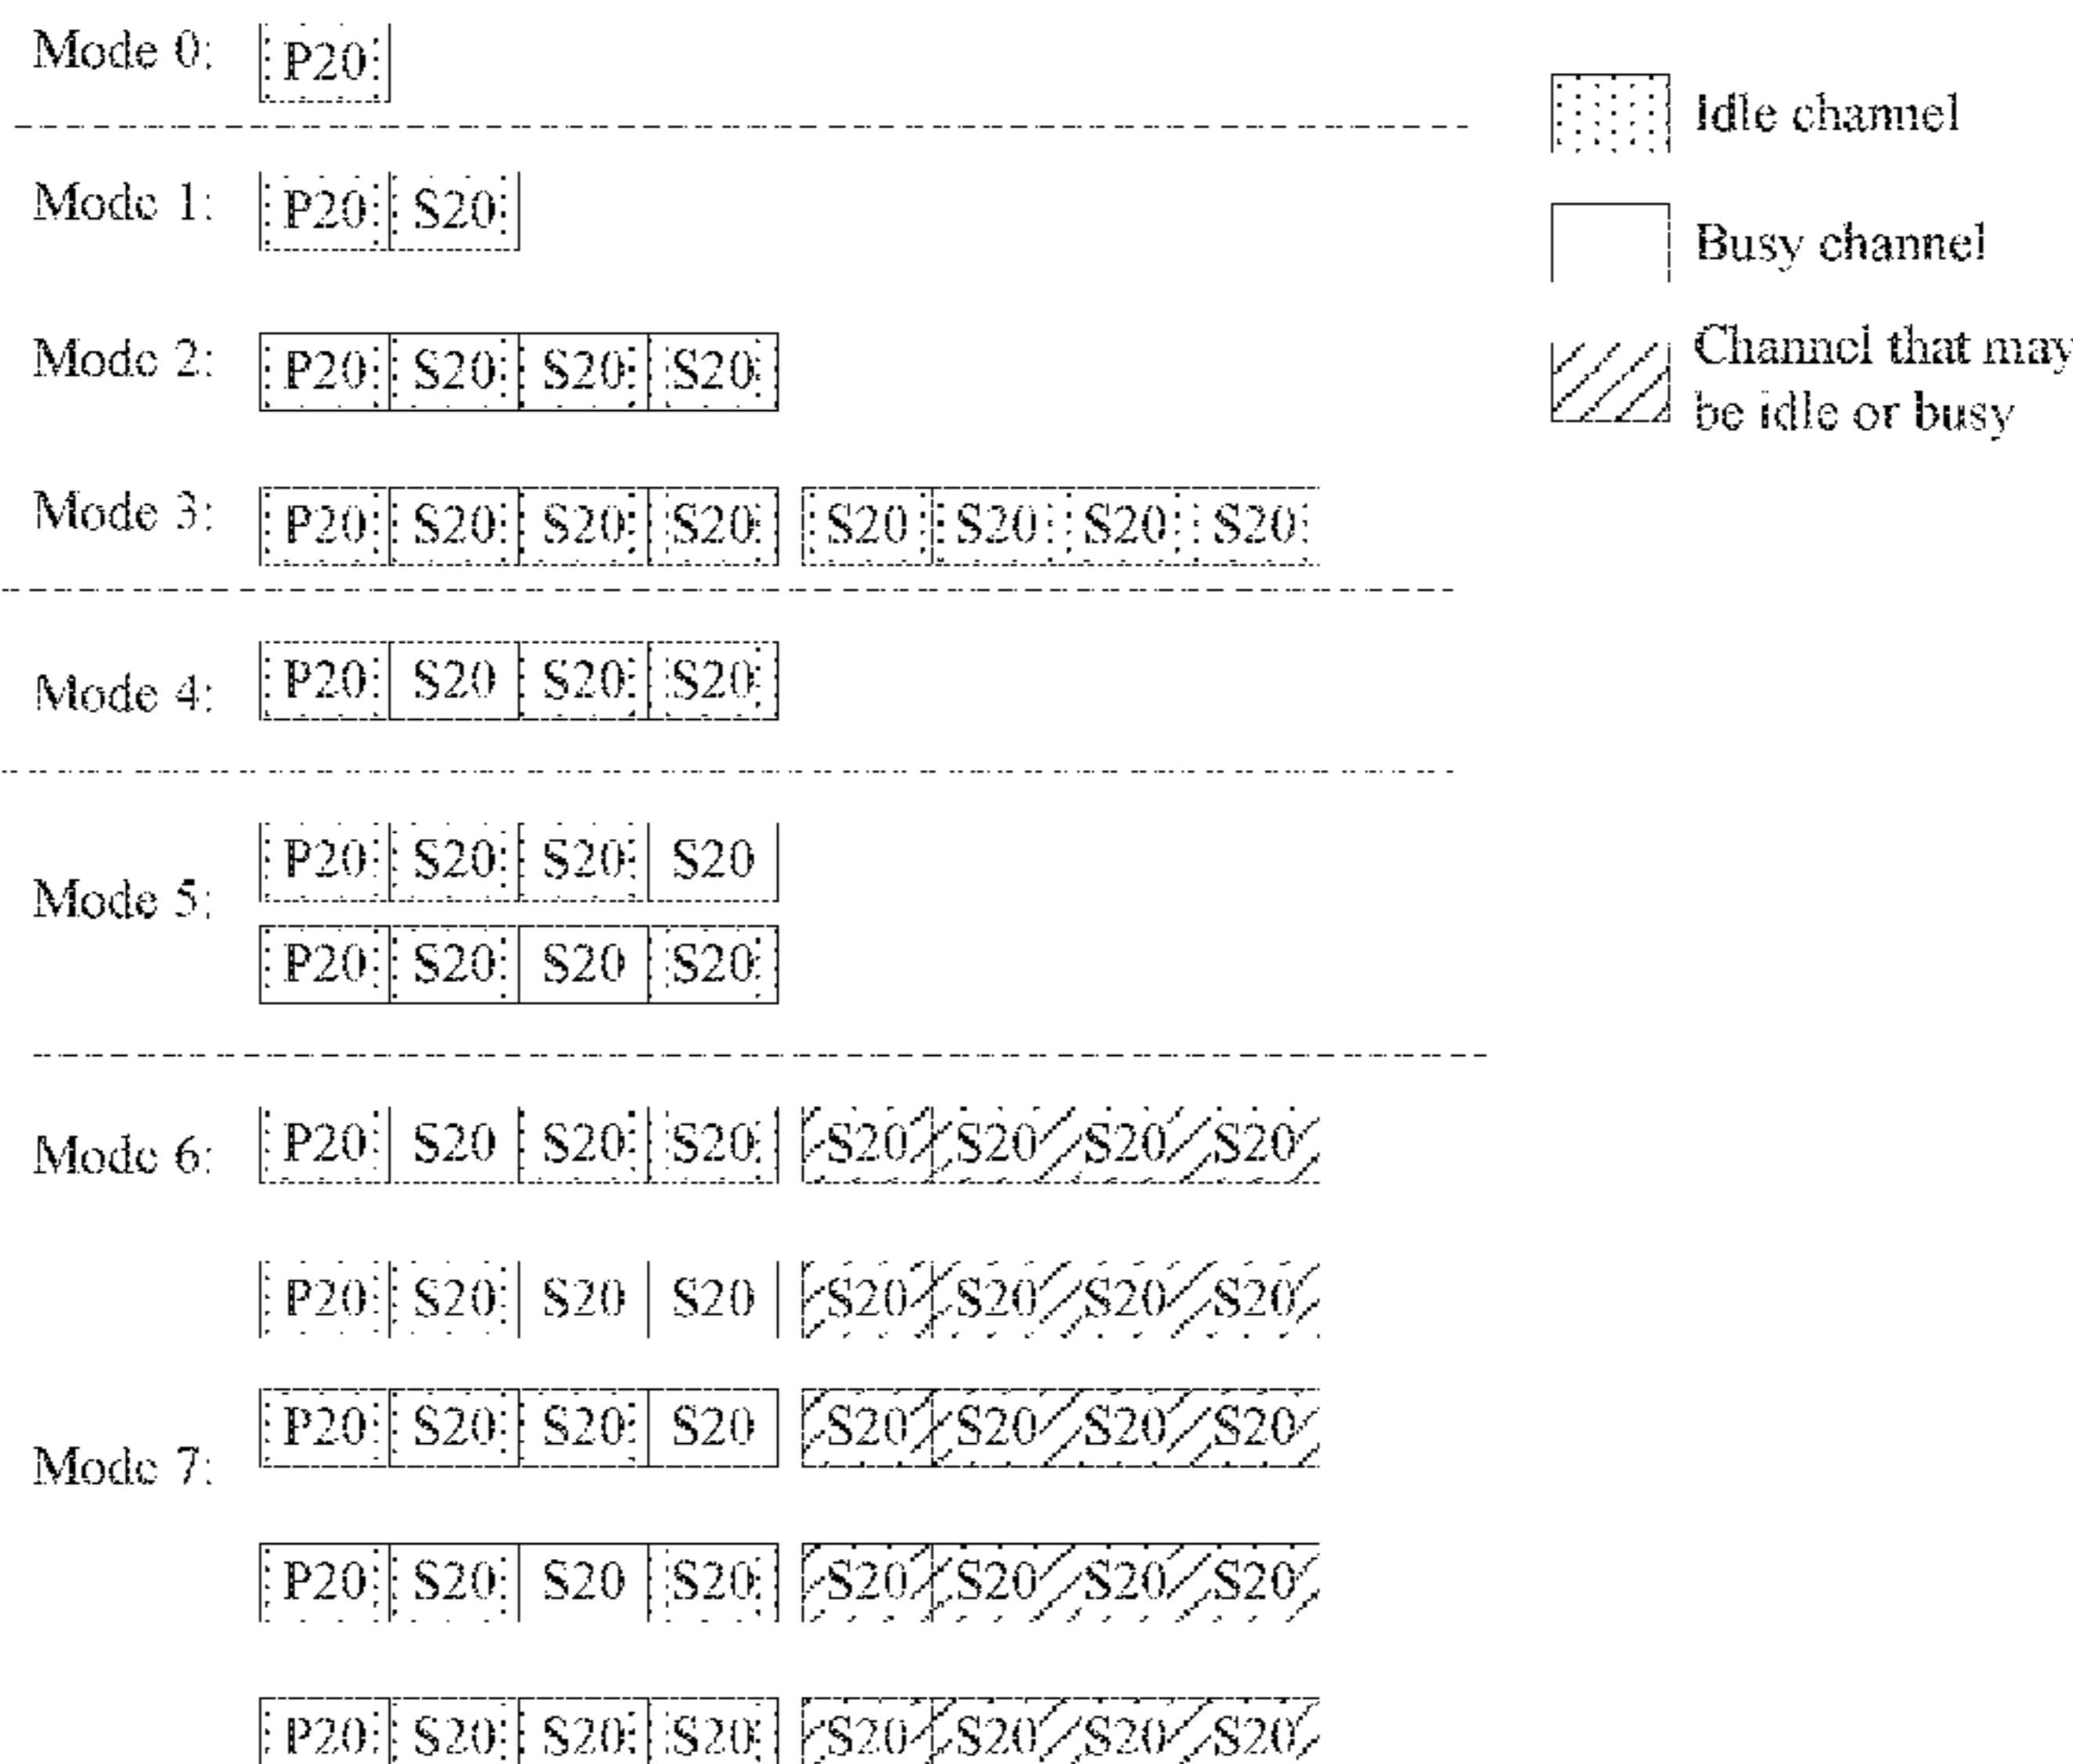 Mode 0: P20
Idle channel
Mode 1: P20 S20
Busy channel
Mode 2: P20 S20 S20 S20
Channel that may
be idle or busy
Mode 3: P20 S20 S20 S20 S20 S20 S20 S20
Mode 4: P20 S20 S20 S20
P20 S20 S20 S20
Mode 5:
P20 S20 S20 S20
Mode 6: P20 S20 S20 S20 S20 S20 S20 S20
P20 S20 S20 S20 S20 S20 S20 S20
P20 S20 S20 S20 S20 S20 S20 S20
Mode 7:
P20 S20 S20 S20 S20 S20 S20 S20
P20 S20 S20 S20 S20 S20 S20 S20